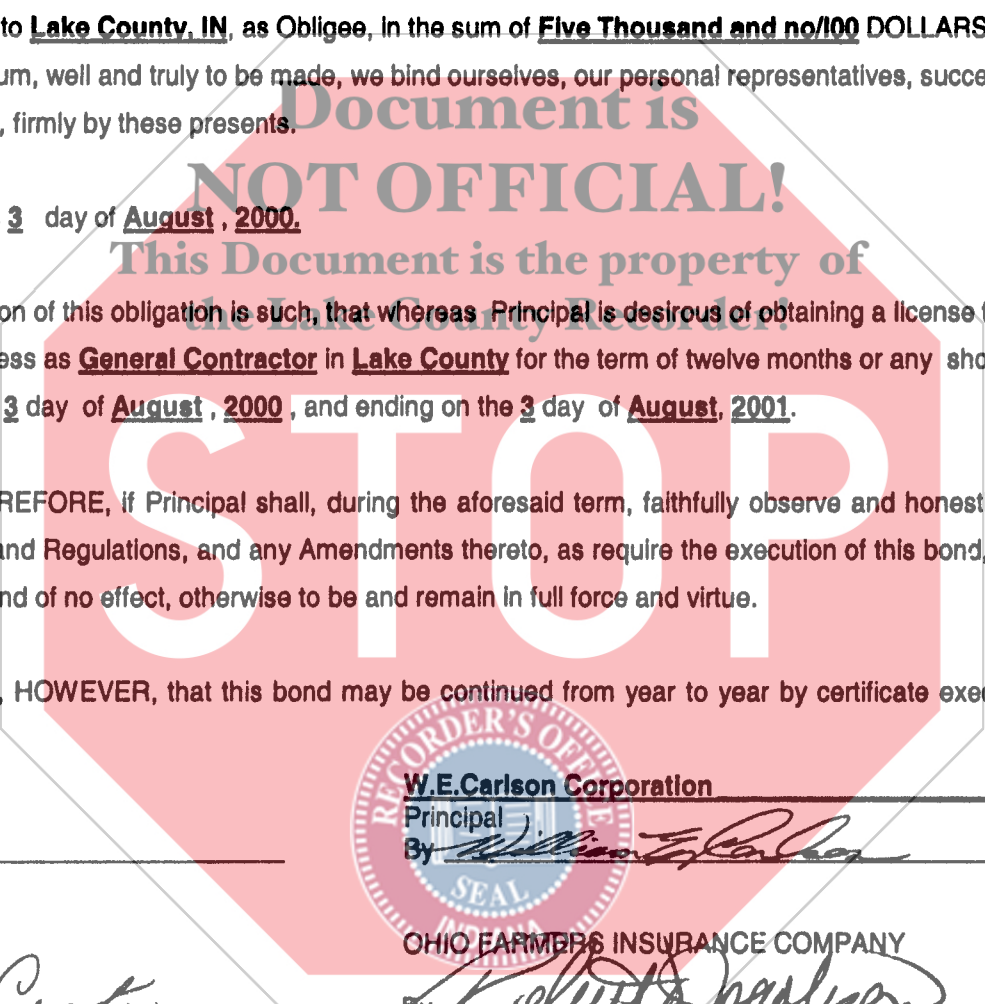 to Lake County, IN, as Obligee, in the sum of Five Thousand and no/l00 DOLLARS
um, well and truly to be made, we bind ourselves, our personal representatives, succe
, firmly by these presents.
Document is
NOT OFFICIAL!
3 day of August , 2000.
This Document is the property of
the Lake County Recorder!
on of this obligation is such, that whereas Principal is desirous of obtaining a license
ess as General Contractor in Lake County for the term of twelve months or any sho
3 day of August , 2000 , and ending on the 3 day of August, 2001.
STOP
REFORE, if Principal shall, during the aforesaid term, faithfully observe and honest
and Regulations, and any Amendments thereto, as require the execution of this bond,
nd of no effect, otherwise to be and remain in full force and virtue.
, HOWEVER, that this bond may be continued from year to year by certificate exe
RECORDER'S OFFICE
SEAL
INDIANA
W.E.Carlson Corporation
Principal
By William E. Carlson
OHIO FARMERS INSURANCE COMPANY